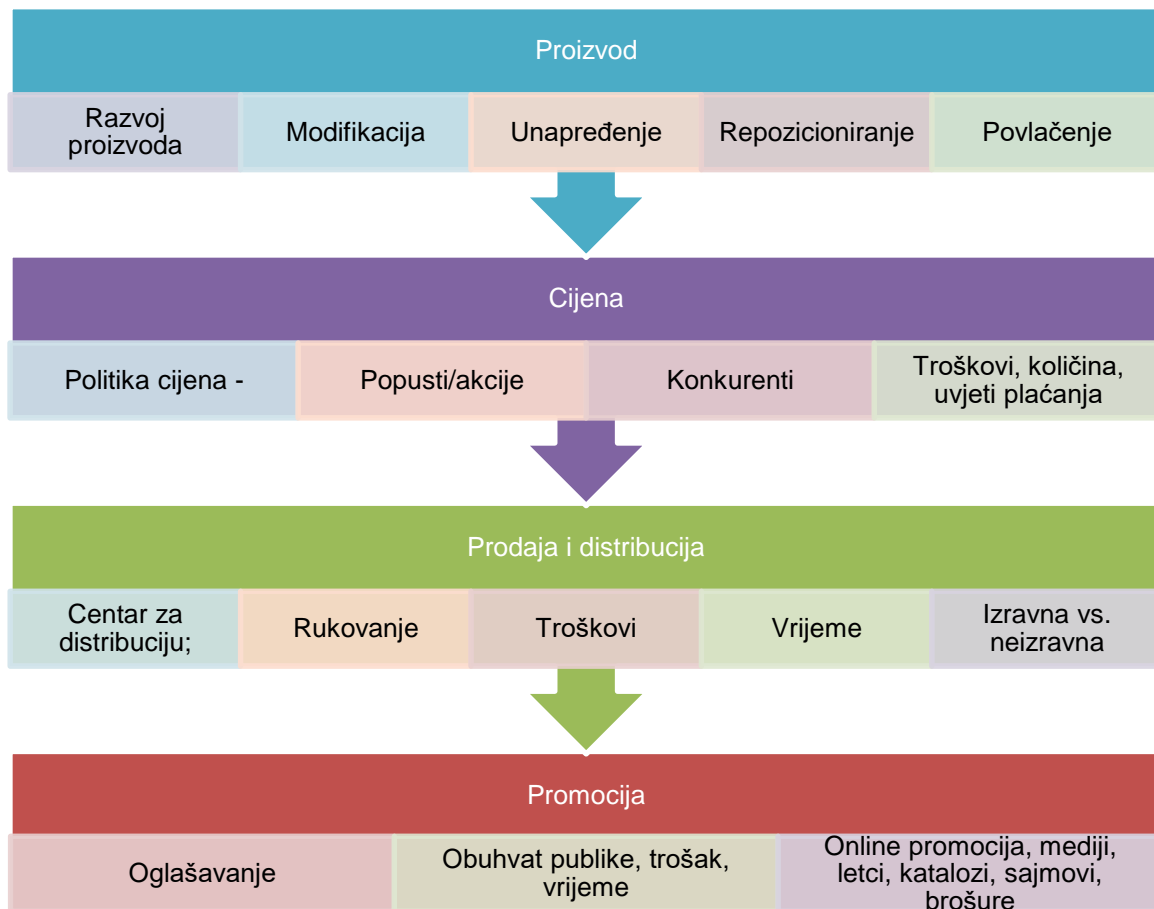 Proizvod
Razvoj
proizvoda
Modifikacija
Unapređenje
Repozicioniranje
Povlačenje
Cijena
Politika cijena -
Popusti/akcije
Konkurenti
Troškovi, količina,
uvjeti plaćanja
Prodaja i distribucija
Centar za
distribuciju;
Rukovanje
Troškovi
Vrijeme
Izravna vs.
neizravna
Promocija
Oglašavanje
Obuhvat publike, trošak,
vrijeme
Online promocija, mediji,
letci, katalozi, sajmovi,
brošure